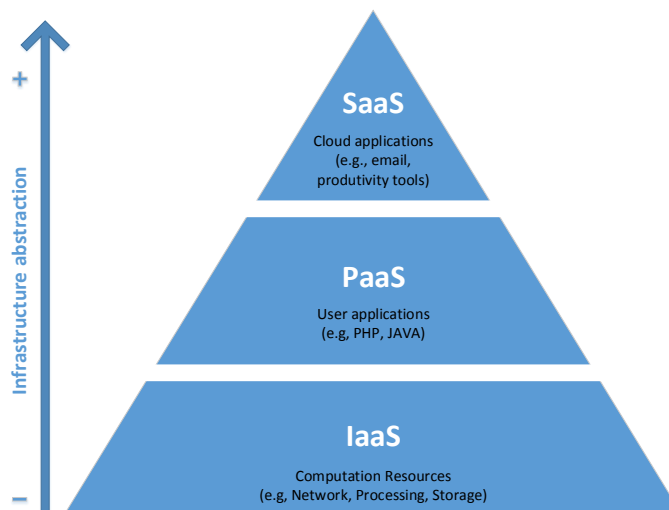 +
Infrastructure abstraction
–
SaaS
Cloud applications
(e.g., email,
produtivity tools)
PaaS
User applications
(e.g, PHP, JAVA)
IaaS
Computation Resources
(e.g, Network, Processing, Storage)